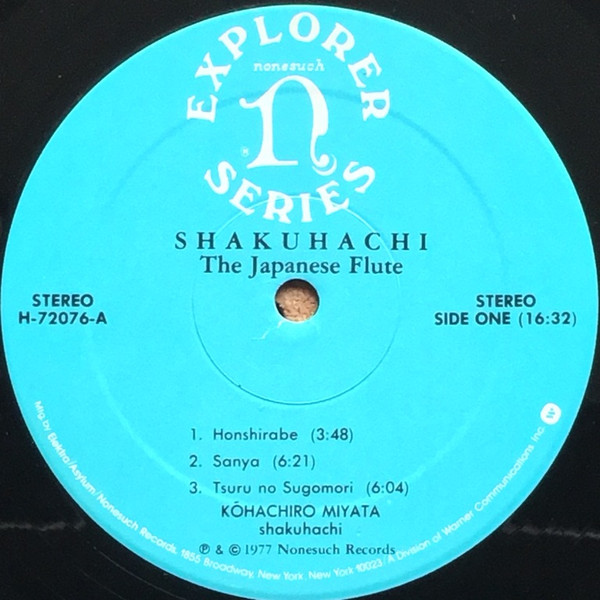 EXPLORER
nonesuch
n
®
SERIES
SHAKUHACHI
The Japanese Flute
STEREO
H-72076-A
STEREO
SIDE ONE (16:32)
1. Honshirabe (3:48)
2. Sanya (6:21)
3. Tsuru no Sugomori (6:04)
KŌHACHIRO MIYATA
shakuhachi
℗ & © 1977 Nonesuch Records
Mfg by Elektra/Asylum/Nonesuch Records, 1855 Broadway, New York, New York 10023/A Division of Warner Communications Inc.